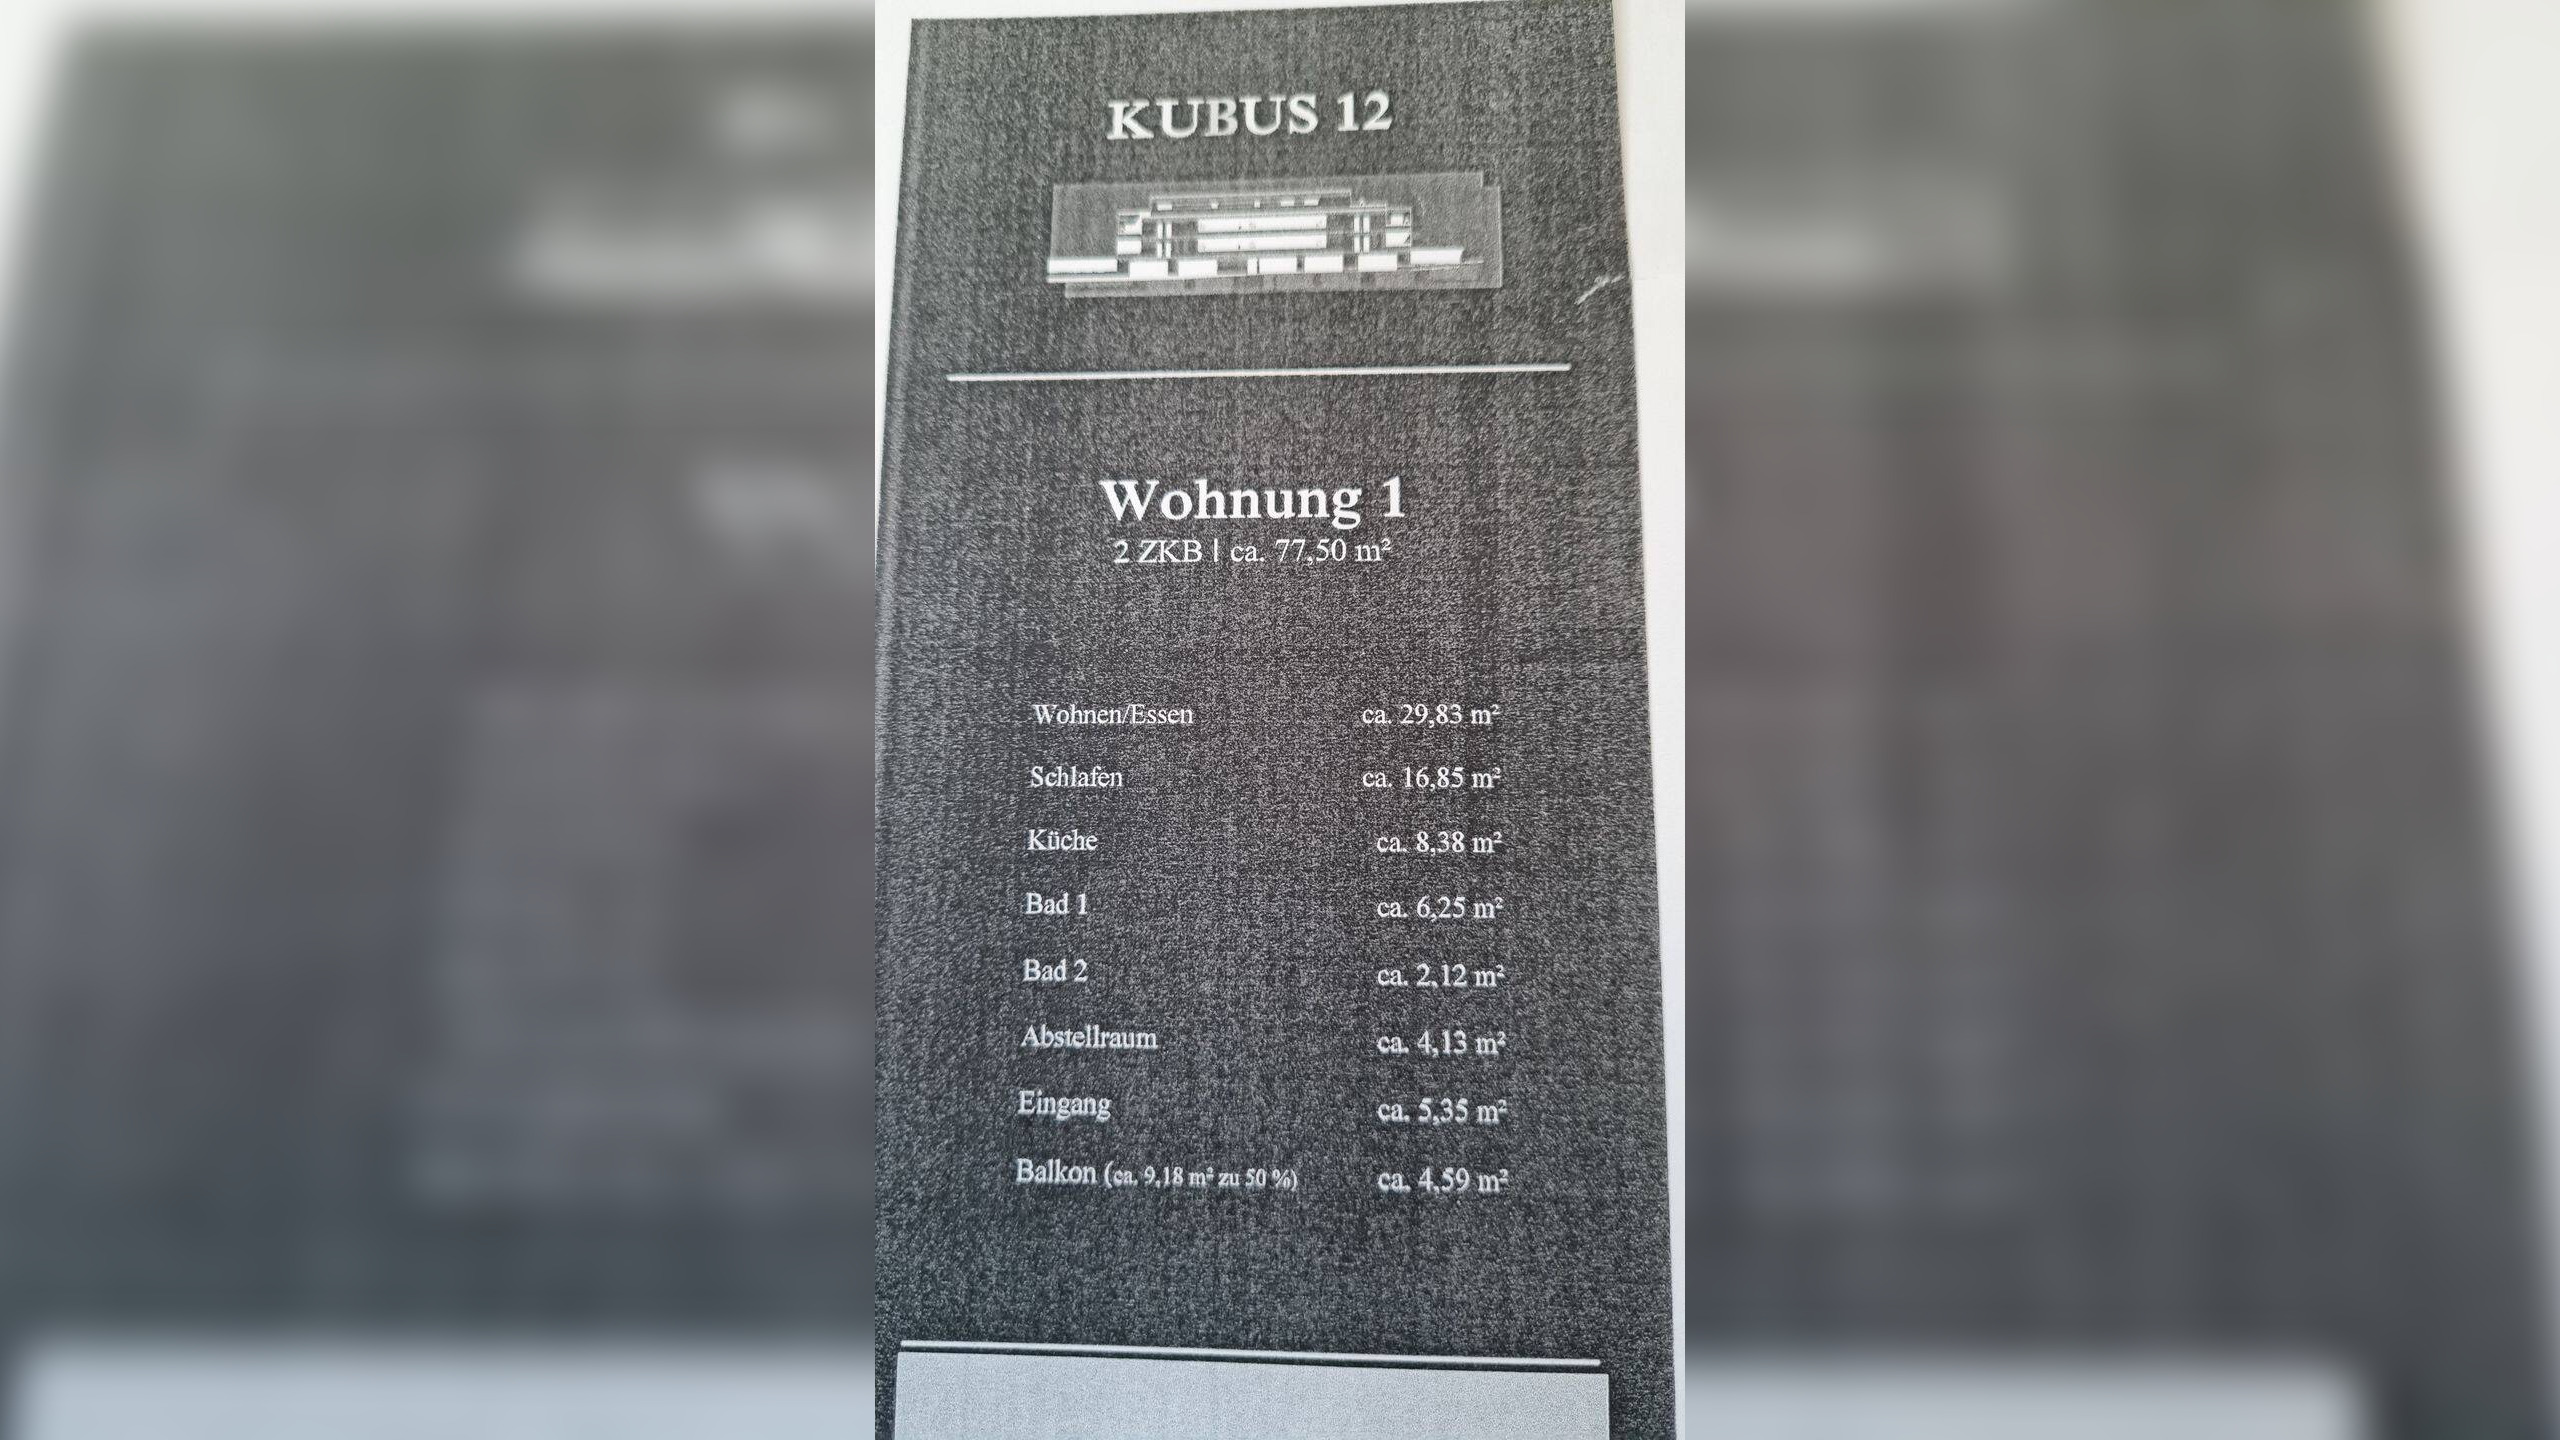 KUBUS 12
Wohnung 1
2 ZKB | ca. 77,50 m²
Wohnen/Essen ca. 29,83 m²
Schlafen ca. 16,85 m²
Küche ca. 8,38 m²
Bad 1 ca. 6,25 m²
Bad 2 ca. 2,12 m²
Abstellraum ca. 4,13 m²
Eingang ca. 5,35 m²
Balkon (ca. 9,18 m² zu 50 %) ca. 4,59 m²